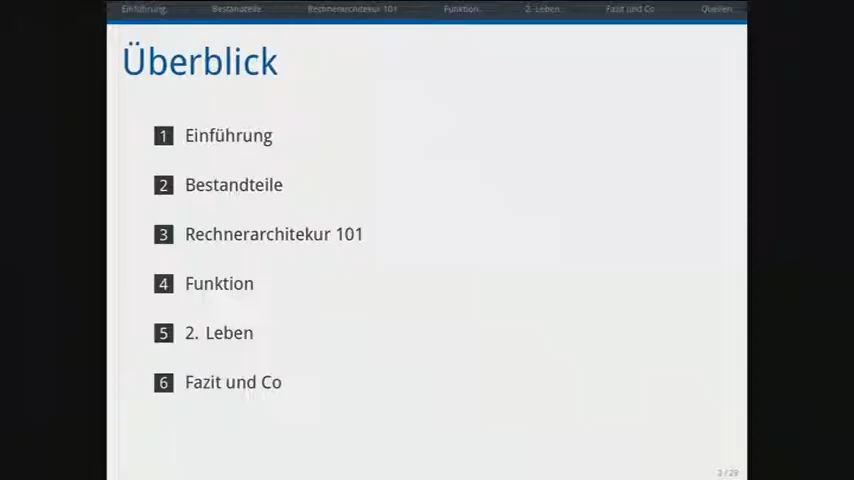 Einführung Bestandteile Rechnerarchitekur 101 Funktion 2. Leben Fazit und Co Quellen
Überblick
1 Einführung
2 Bestandteile
3 Rechnerarchitekur 101
4 Funktion
5 2. Leben
6 Fazit und Co